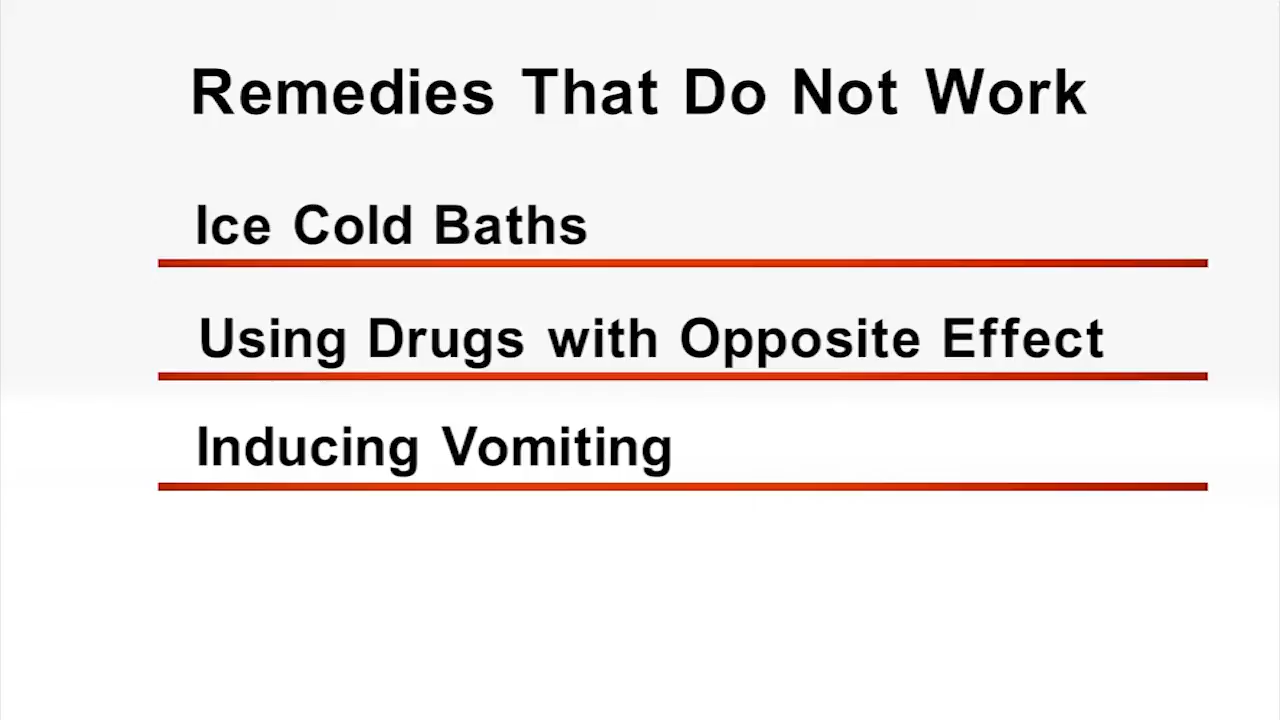 Remedies That Do Not Work
Ice Cold Baths
Using Drugs with Opposite Effect
Inducing Vomiting